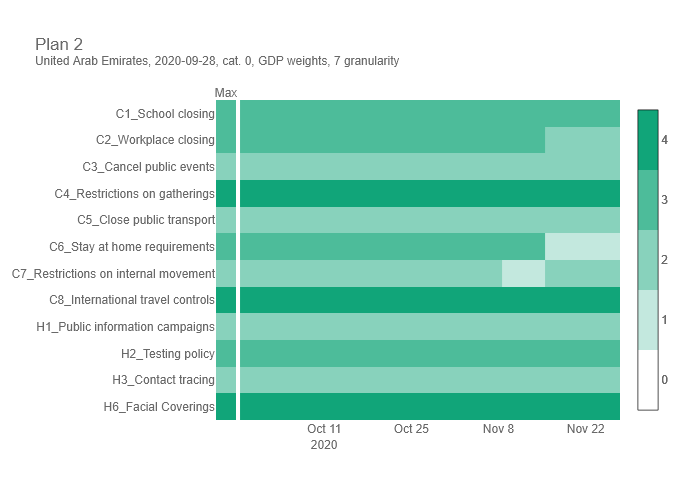 Plan 2
United Arab Emirates, 2020-09-28, cat. 0, GDP weights, 7 granularity
Max
C1_School closing
C2_Workplace closing
C3_Cancel public events
C4_Restrictions on gatherings
C5_Close public transport
C6_Stay at home requirements
C7_Restrictions on internal movement
C8_International travel controls
H1_Public information campaigns
H2_Testing policy
H3_Contact tracing
H6_Facial Coverings
Oct 11 Oct 25 Nov 8 Nov 22
2020
4
3
2
1
0